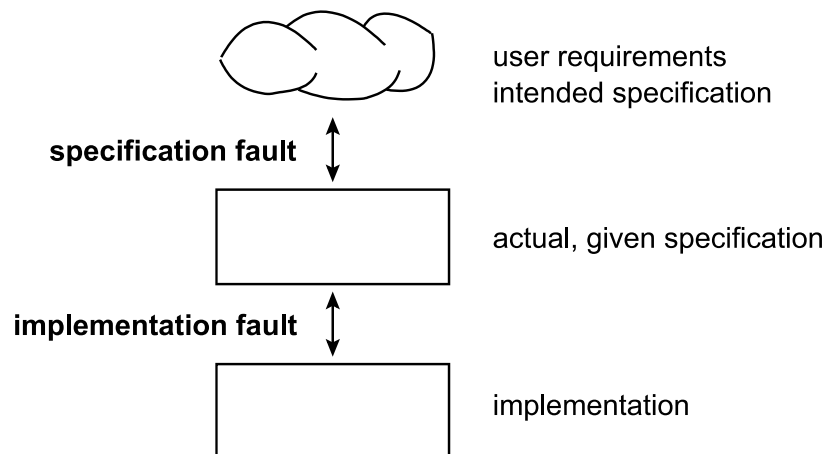 user requirements
intended specification
specification fault
actual, given specification
implementation fault
implementation